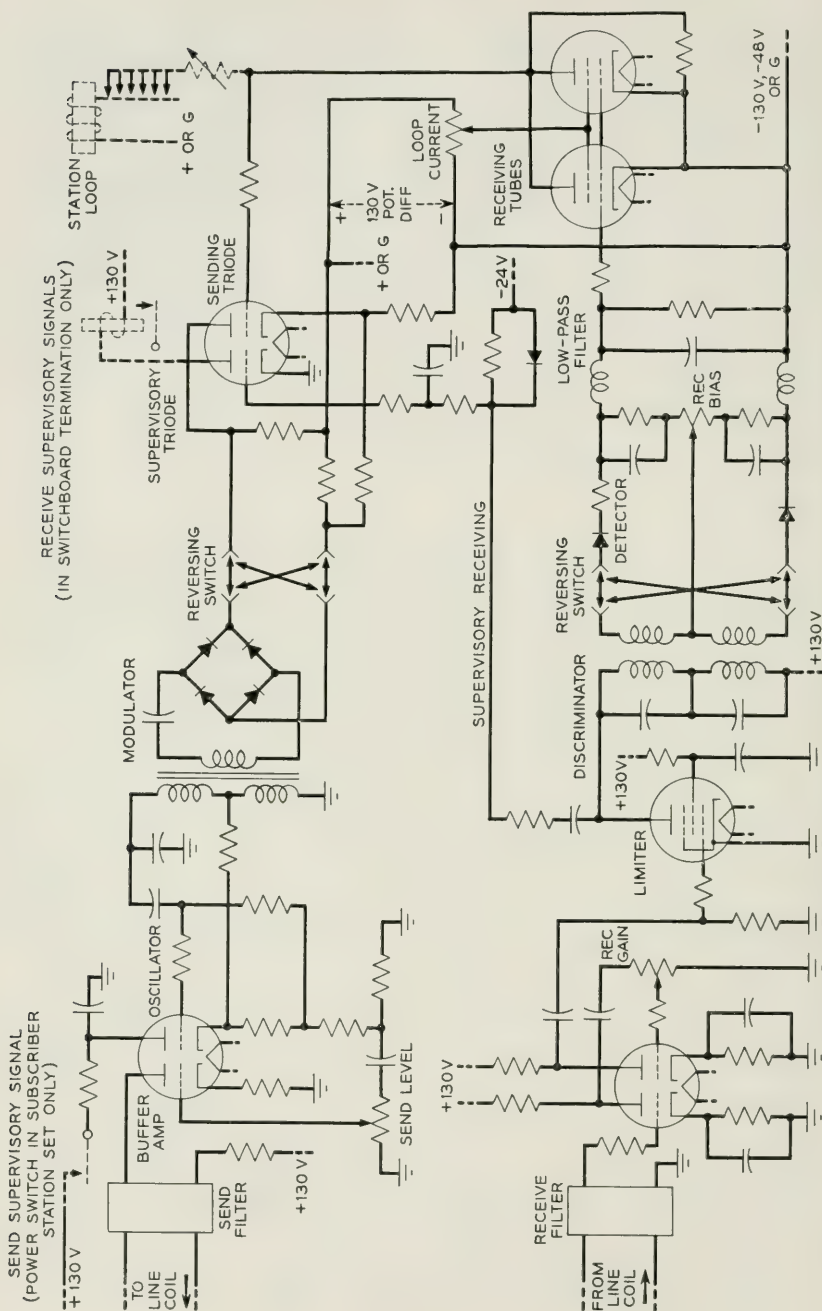 SEND SUPERVISORY SIGNAL
(POWER SWITCH IN SUBSCRIBER
STATION SET ONLY)
+130 V
TO
LINE
COIL
SEND
FILTER
+130V
BUFFER
AMP
OSCILLATOR
SEND LEVEL
MODULATOR
REVERSING
SWITCH
RECEIVE SUPERVISORY SIGNALS
(IN SWITCHBOARD TERMINATION ONLY)
+130 V
SUPERVISORY
TRIODE
SENDING
TRIODE
STATION
LOOP
+ OR G
+ OR G
+
130 V
POT.
DIFF
-
LOOP
CURRENT
RECEIVING
TUBES
-130 V, -48V
OR G
-24V
SUPERVISORY RECEIVING
FROM
LINE
COIL
RECEIVE
FILTER
+130V
REC
GAIN
LIMITER
+130V
DISCRIMINATOR
+130V
REVERSING
SWITCH
DETECTOR
REC
BIAS
LOW-PASS
FILTER